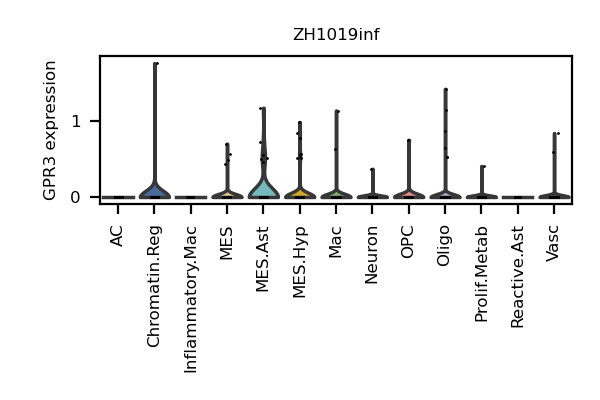 ZH1019inf
GPR3 expression
1
0
AC
Chromatin.Reg
Inflammatory.Mac
MES
MES.Ast
MES.Hyp
Mac
Neuron
OPC
Oligo
Prolif.Metab
Reactive.Ast
Vasc